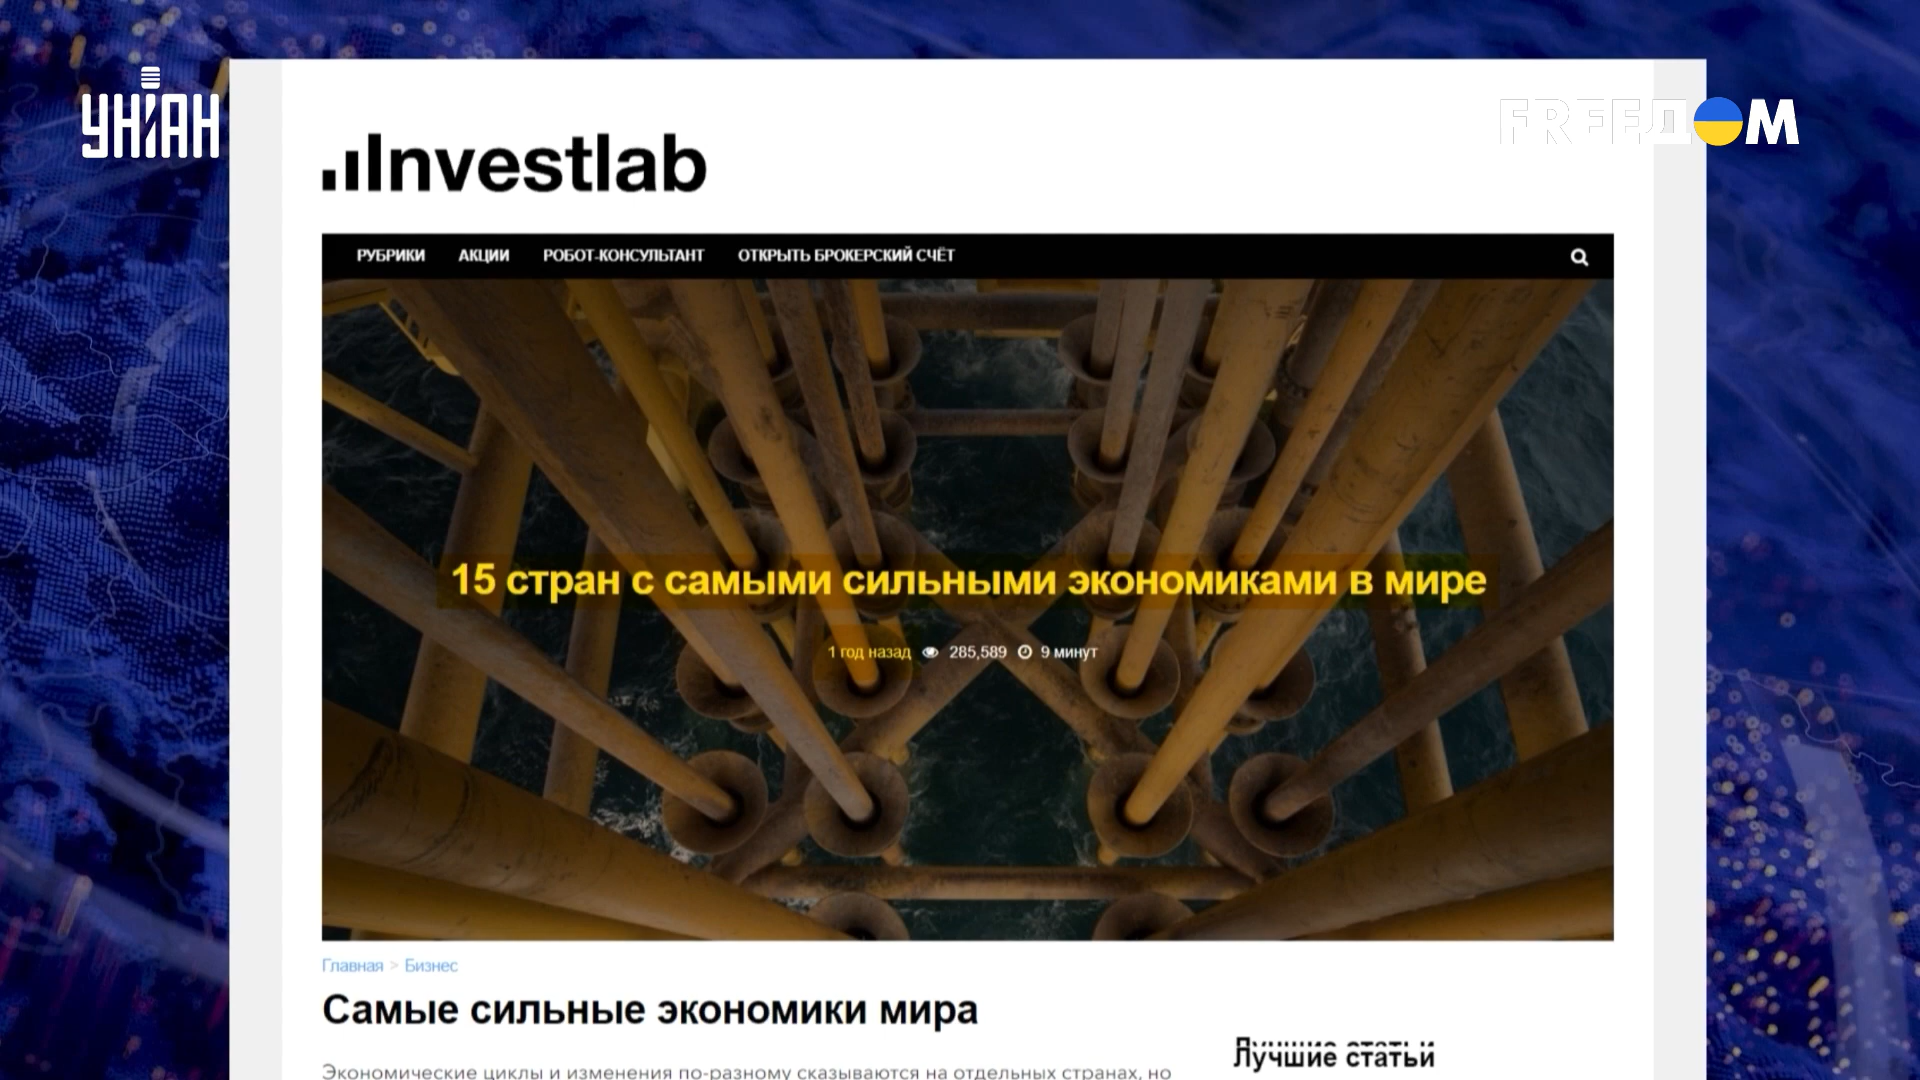 УНІАН
FREEДОМ
Investlab
РУБРИКИ АКЦИИ РОБОТ-КОНСУЛЬТАНТ ОТКРЫТЬ БРОКЕРСКИЙ СЧЁТ
15 стран с самыми сильными экономиками в мире
1 год назад 285,589 9 минут
Главная > Бизнес
Самые сильные экономики мира
Лучшие статьи
Экономические циклы и изменения по-разному сказываются на отдельных странах, но